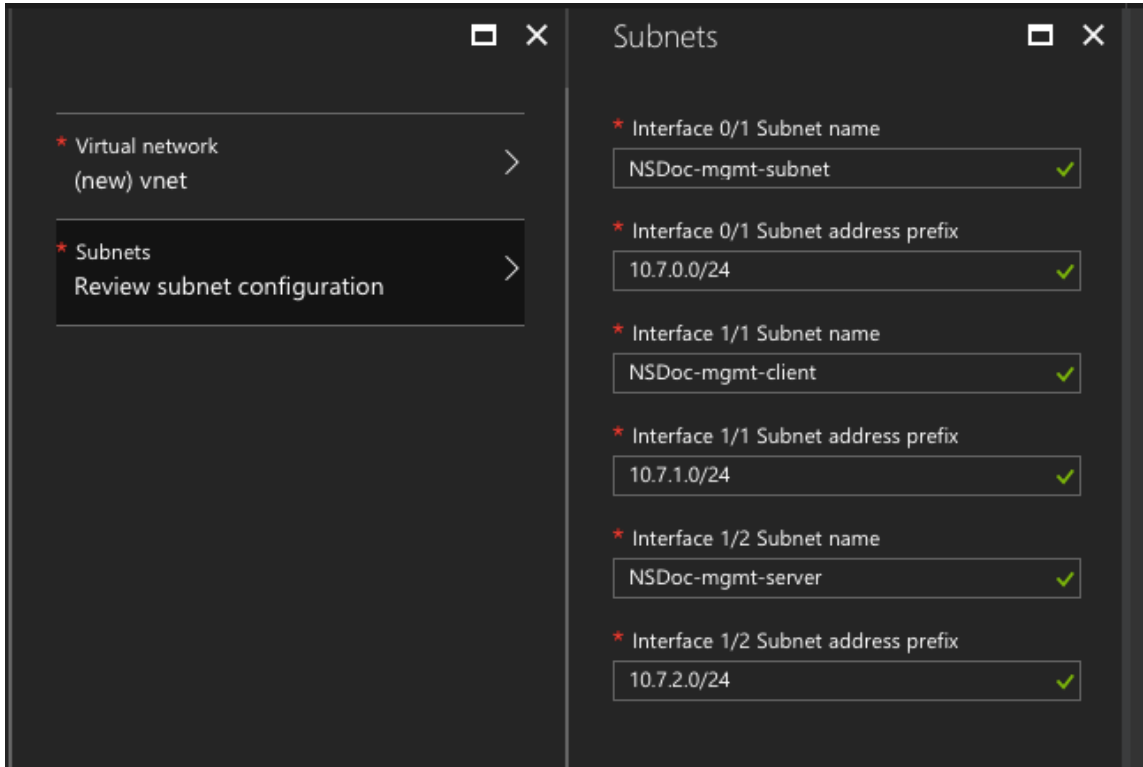 * Virtual network
(new) vnet
* Subnets
Review subnet configuration
Subnets
* Interface 0/1 Subnet name
NSDoc-mgmt-subnet
* Interface 0/1 Subnet address prefix
10.7.0.0/24
* Interface 1/1 Subnet name
NSDoc-mgmt-client
* Interface 1/1 Subnet address prefix
10.7.1.0/24
* Interface 1/2 Subnet name
NSDoc-mgmt-server
* Interface 1/2 Subnet address prefix
10.7.2.0/24